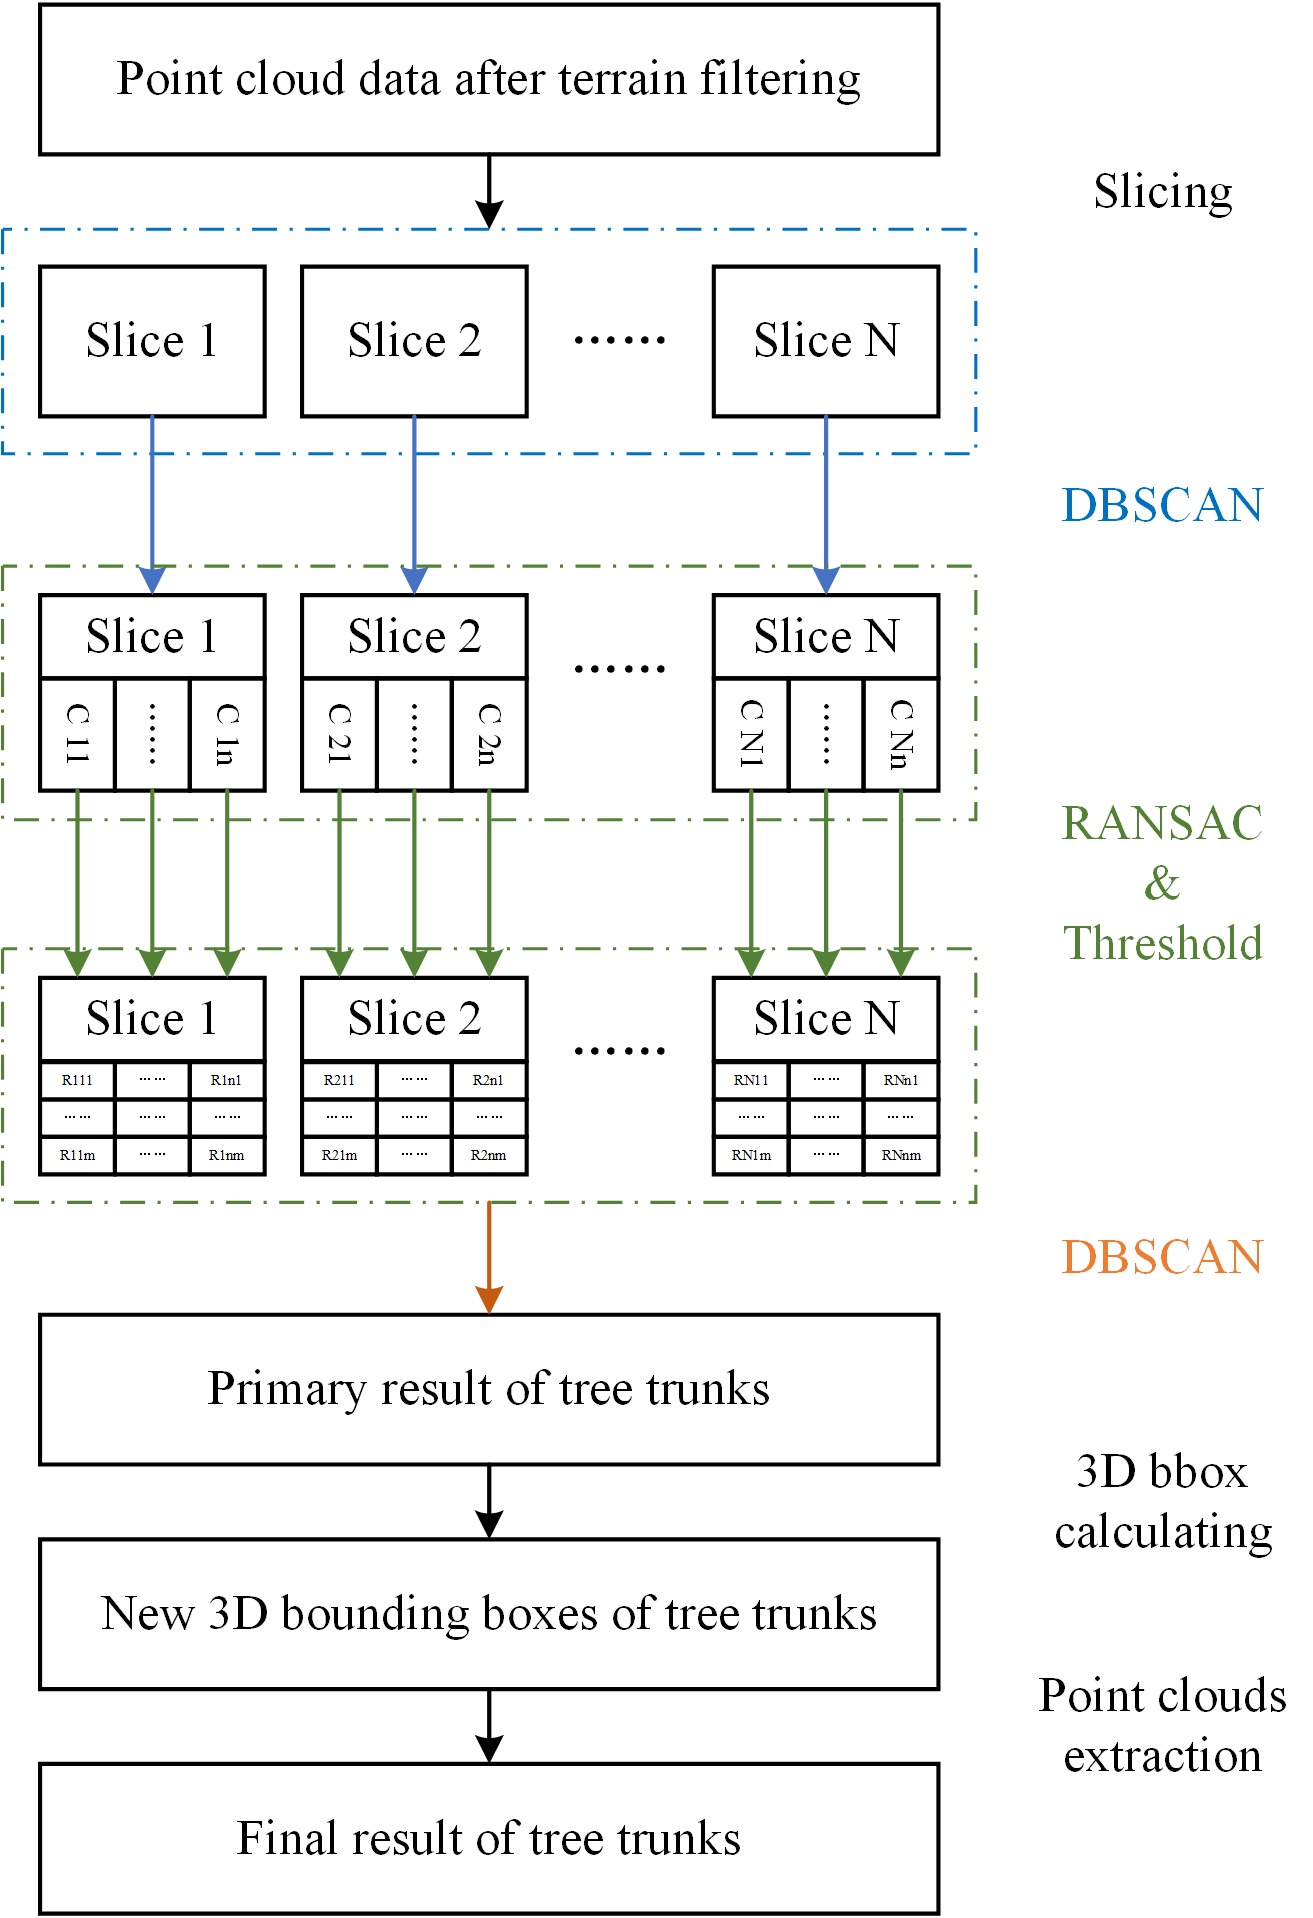 Point cloud data after terrain filtering
Slicing
Slice 1
Slice 2
......
Slice N
DBSCAN
Slice 1
Slice 2
......
Slice N
C 11
......
C 1n
C 21
......
C 2n
C N1
......
C Nn
RANSAC
&
Threshold
Slice 1
Slice 2
......
Slice N
R111 ...... R1n1
...... ...... ......
R11m ...... R1nm
R211 ...... R2n1
...... ...... ......
R21m ...... R2nm
RN11 ...... RNn1
...... ...... ......
RN1m ...... RNnm
DBSCAN
Primary result of tree trunks
3D bbox
calculating
New 3D bounding boxes of tree trunks
Point clouds
extraction
Final result of tree trunks